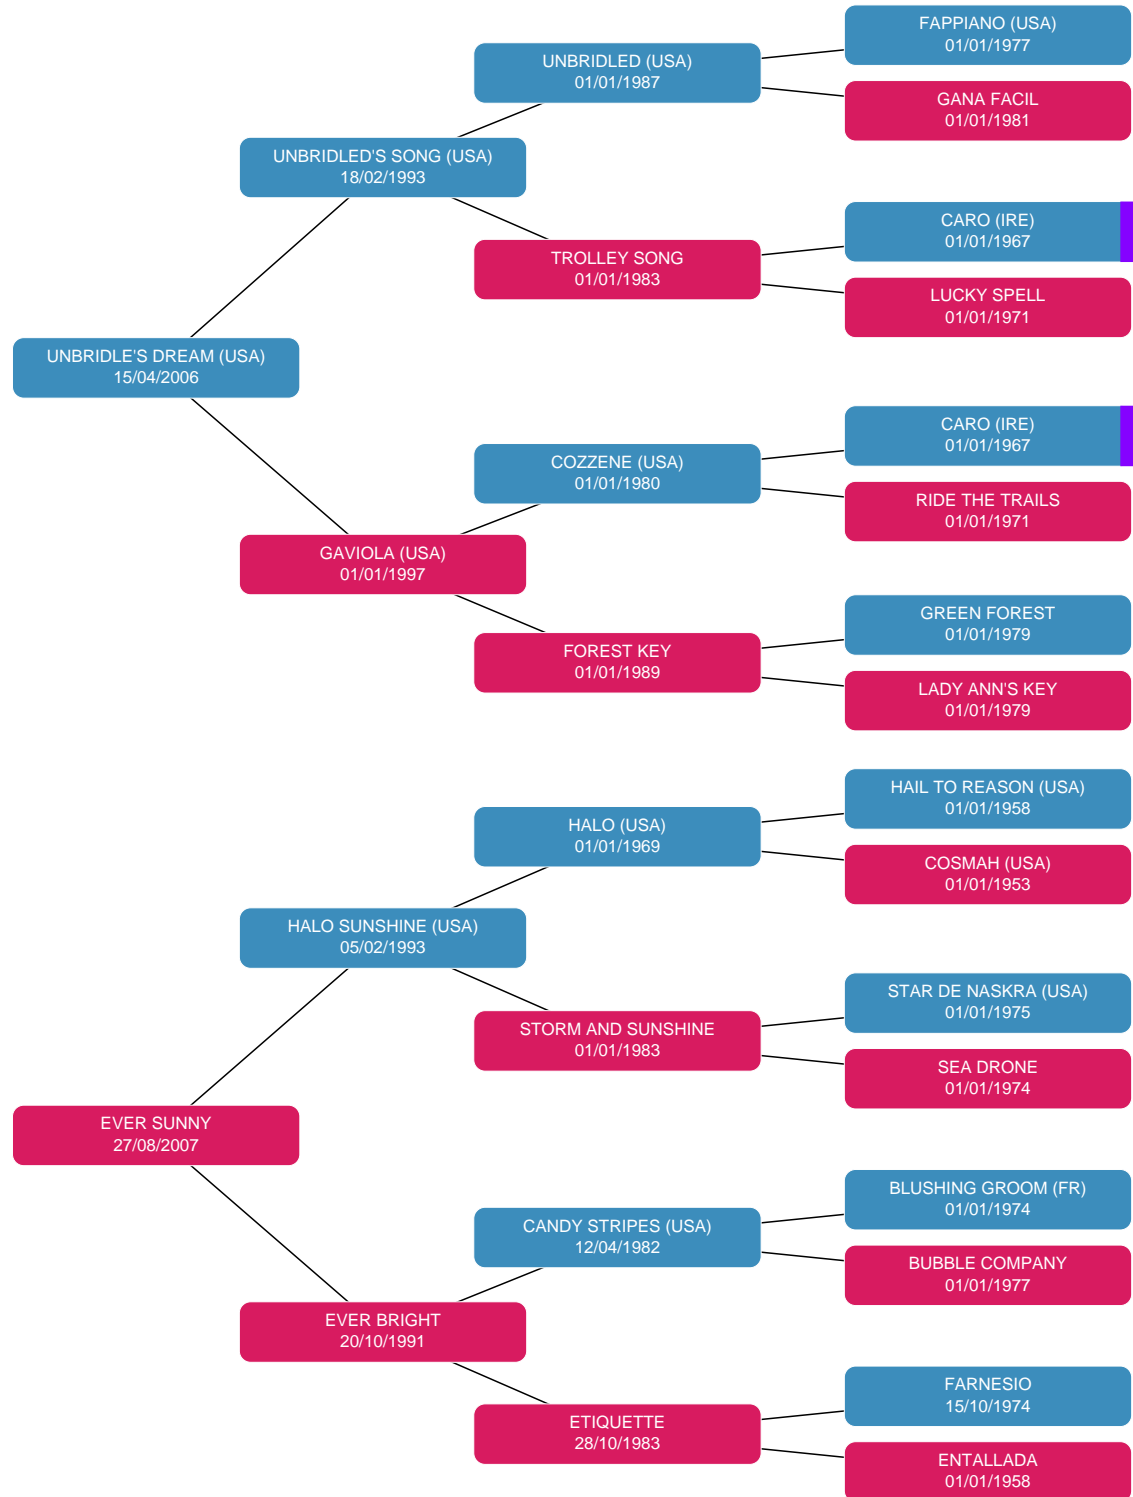 FAPPIANO (USA)
01/01/1977
UNBRIDLED (USA)
01/01/1987
GANA FACIL
01/01/1981
UNBRIDLED'S SONG (USA)
18/02/1993
CARO (IRE)
01/01/1967
TROLLEY SONG
01/01/1983
LUCKY SPELL
01/01/1971
UNBRIDLE'S DREAM (USA)
15/04/2006
CARO (IRE)
01/01/1967
COZZENE (USA)
01/01/1980
RIDE THE TRAILS
01/01/1971
GAVIOLA (USA)
01/01/1997
GREEN FOREST
01/01/1979
FOREST KEY
01/01/1989
LADY ANN'S KEY
01/01/1979
HAIL TO REASON (USA)
01/01/1958
HALO (USA)
01/01/1969
COSMAH (USA)
01/01/1953
HALO SUNSHINE (USA)
05/02/1993
STAR DE NASKRA (USA)
01/01/1975
STORM AND SUNSHINE
01/01/1983
SEA DRONE
01/01/1974
EVER SUNNY
27/08/2007
BLUSHING GROOM (FR)
01/01/1974
CANDY STRIPES (USA)
12/04/1982
BUBBLE COMPANY
01/01/1977
EVER BRIGHT
20/10/1991
FARNESIO
15/10/1974
ETIQUETTE
28/10/1983
ENTALLADA
01/01/1958